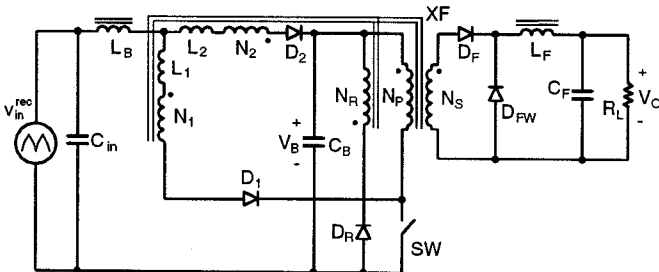 XF
L_B
L_2
N_2
D_2
D_F
L_F
L_1
N_1
v_in^rec
C_in
+
V_B
-
C_B
N_R
N_P
N_S
D_FW
C_F
R_L
+
V_O
-
D_1
D_R
SW